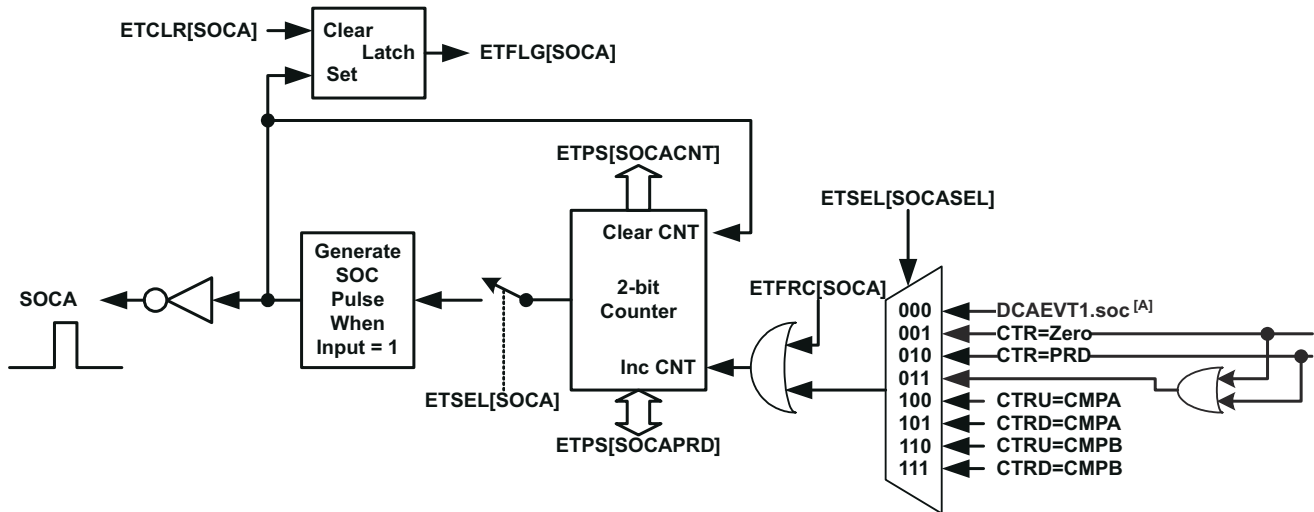 ETCLR[SOCA]
Clear
Latch
Set
ETFLG[SOCA]
ETPS[SOCACNT]
ETSEL[SOCASEL]
Clear CNT
2-bit
Counter
Inc CNT
Generate
SOC
Pulse
When
Input = 1
SOCA
ETSEL[SOCA]
ETPS[SOCAPRD]
ETFRC[SOCA]
000 DCAEVT1.soc [A]
001 CTR=Zero
010 CTR=PRD
011
100 CTRU=CMPA
101 CTRD=CMPA
110 CTRU=CMPB
111 CTRD=CMPB